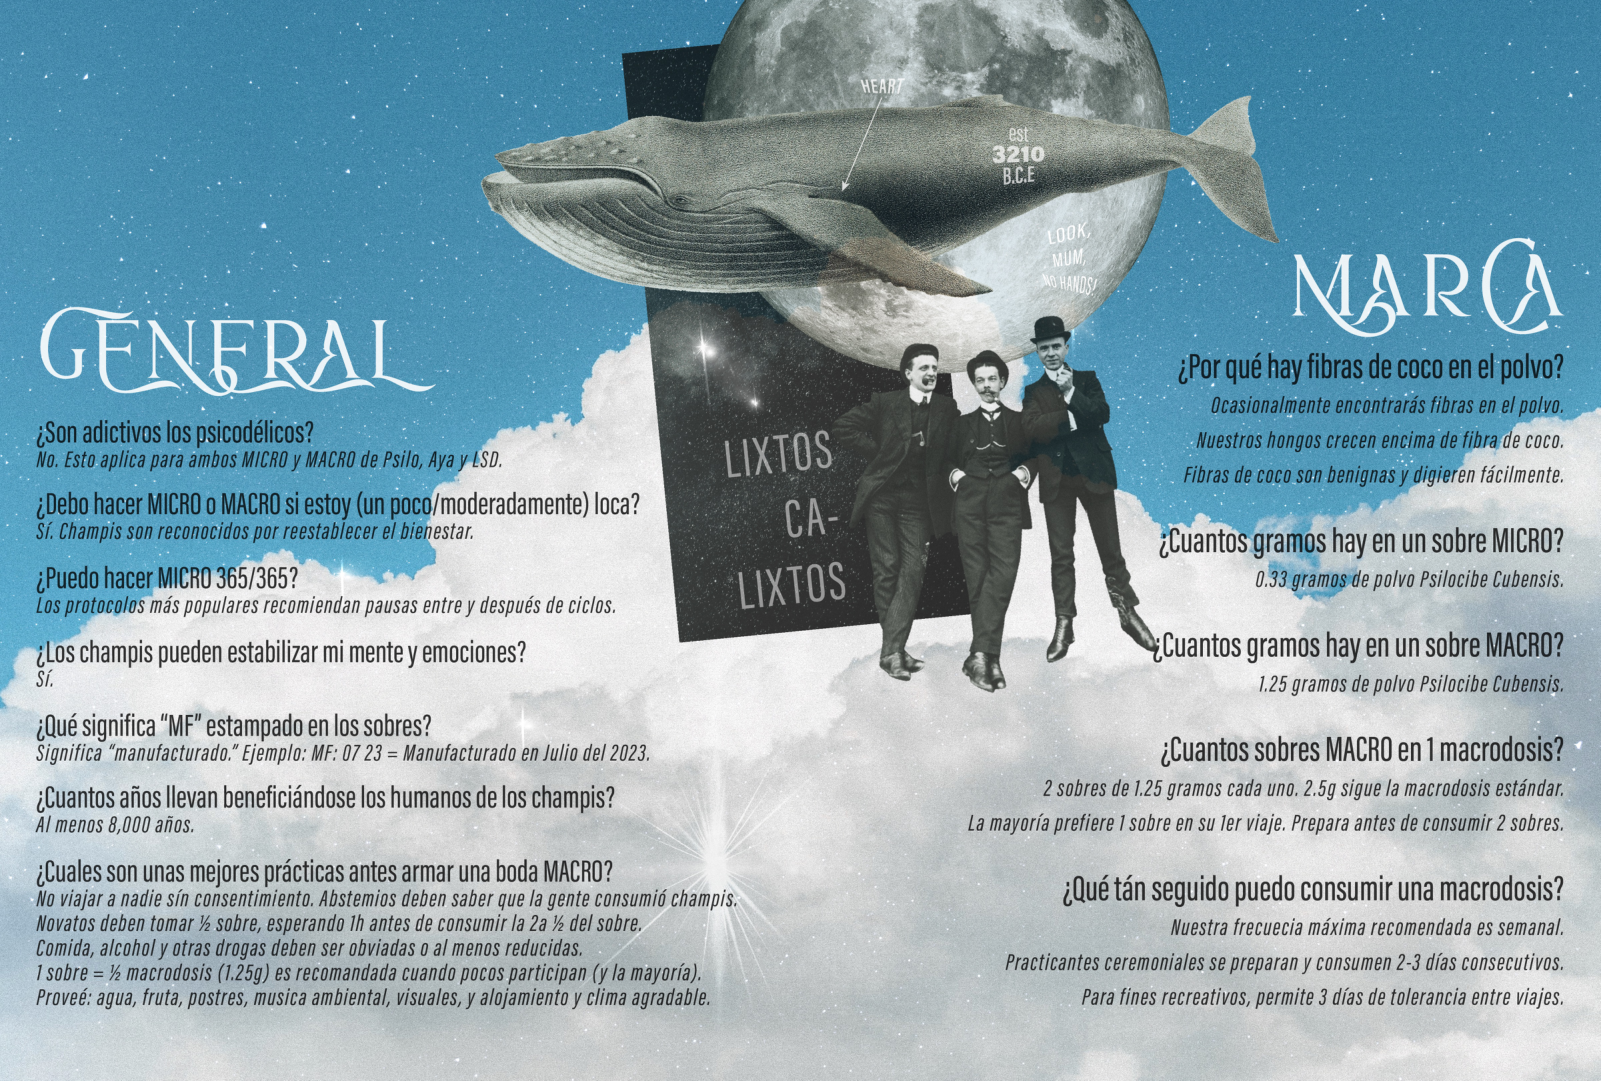 HEART
est
3210
B.C.E
LOOK,
MUM,
NO HANDS!
LIXTOS
CA-
LIXTOS
GENERAL
¿Son adictivos los psicodélicos?
No. Esto aplica para ambos MICRO y MACRO de Psilo, Aya y LSD.
¿Debo hacer MICRO o MACRO si estoy (un poco/moderadamente) loca?
Sí. Champis son reconocidos por reestablecer el bienestar.
¿Puedo hacer MICRO 365/365?
Los protocolos más populares recomiendan pausas entre y después de ciclos.
¿Los champis pueden estabilizar mi mente y emociones?
Sí.
¿Qué significa “MF” estampado en los sobres?
Significa “manufacturado.” Ejemplo: MF: 07 23 = Manufacturado en Julio del 2023.
¿Cuantos años llevan beneficiándose los humanos de los champis?
Al menos 8,000 años.
¿Cuales son unas mejores prácticas antes armar una boda MACRO?
No viajar a nadie sín consentimiento. Abstemios deben saber que la gente consumió champis.
Novatos deben tomar ½ sobre, esperando 1h antes de consumir la 2a ½ del sobre.
Comida, alcohol y otras drogas deben ser obviadas o al menos reducidas.
1 sobre = ½ macrodosis (1.25g) es recomandada cuando pocos participan (y la mayoría).
Proveé: agua, fruta, postres, musica ambiental, visuales, y alojamiento y clima agradable.
MARCA
¿Por qué hay fibras de coco en el polvo?
Ocasionalmente encontrarás fibras en el polvo.
Nuestros hongos crecen encima de fibra de coco.
Fibras de coco son benignas y digieren fácilmente.
¿Cuantos gramos hay en un sobre MICRO?
0.33 gramos de polvo Psilocibe Cubensis.
¿Cuantos gramos hay en un sobre MACRO?
1.25 gramos de polvo Psilocibe Cubensis.
¿Cuantos sobres MACRO en 1 macrodosis?
2 sobres de 1.25 gramos cada uno. 2.5g sigue la macrodosis estándar.
La mayoría prefiere 1 sobre en su 1er viaje. Prepara antes de consumir 2 sobres.
¿Qué tán seguido puedo consumir una macrodosis?
Nuestra frecuecia máxima recomendada es semanal.
Practicantes ceremoniales se preparan y consumen 2-3 días consecutivos.
Para fines recreativos, permite 3 días de tolerancia entre viajes.